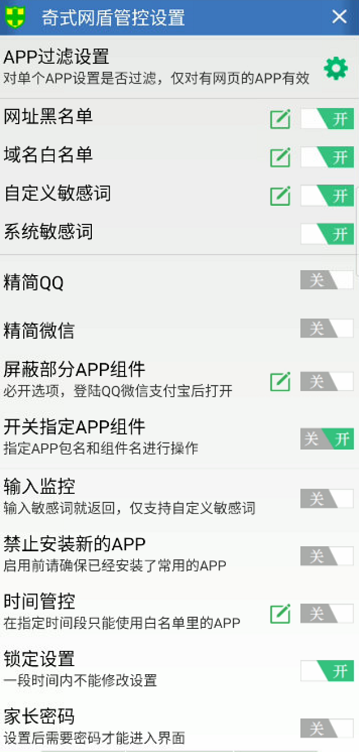 奇式网盾管控设置
APP过滤设置
对单个APP设置是否过滤，仅对有网页的APP有效
网址黑名单 开
域名白名单 开
自定义敏感词 开
系统敏感词 开
精简QQ 关
精简微信 关
屏蔽部分APP组件 关
必开选项，登陆QQ微信支付宝后打开
开关指定APP组件 关 开
指定APP包名和组件名进行操作
输入监控 关
输入敏感词就返回，仅支持自定义敏感词
禁止安装新的APP 关
启用前请确保已经安装了常用的APP
时间管控 关
在指定时间段只能使用白名单里的APP
锁定设置 开
一段时间内不能修改设置
家长密码 关
设置后需要密码才能进入界面